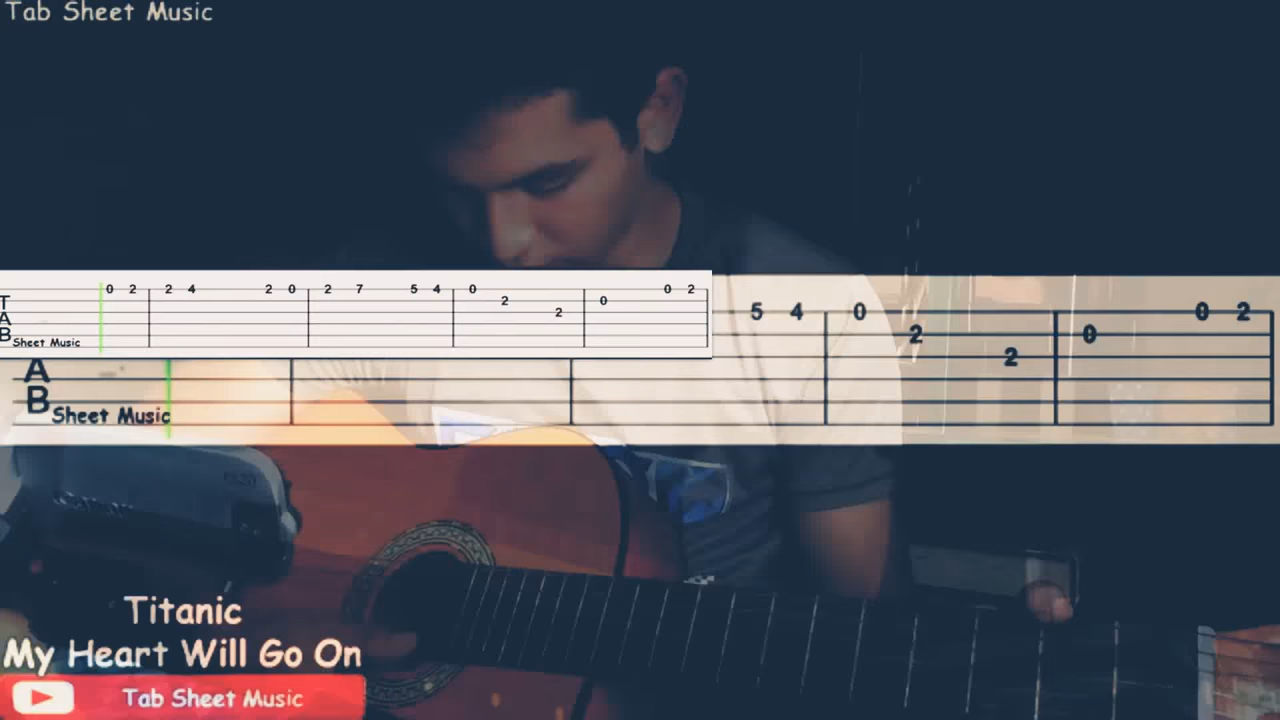 Tab Sheet Music
0 2 2 4 2 0 2 7 5 4 0 0 2
T 2 0
A 2
B Sheet Music
5 4 0 0 2
2 0
A 2
B Sheet Music
Titanic
My Heart Will Go On
Tab Sheet Music